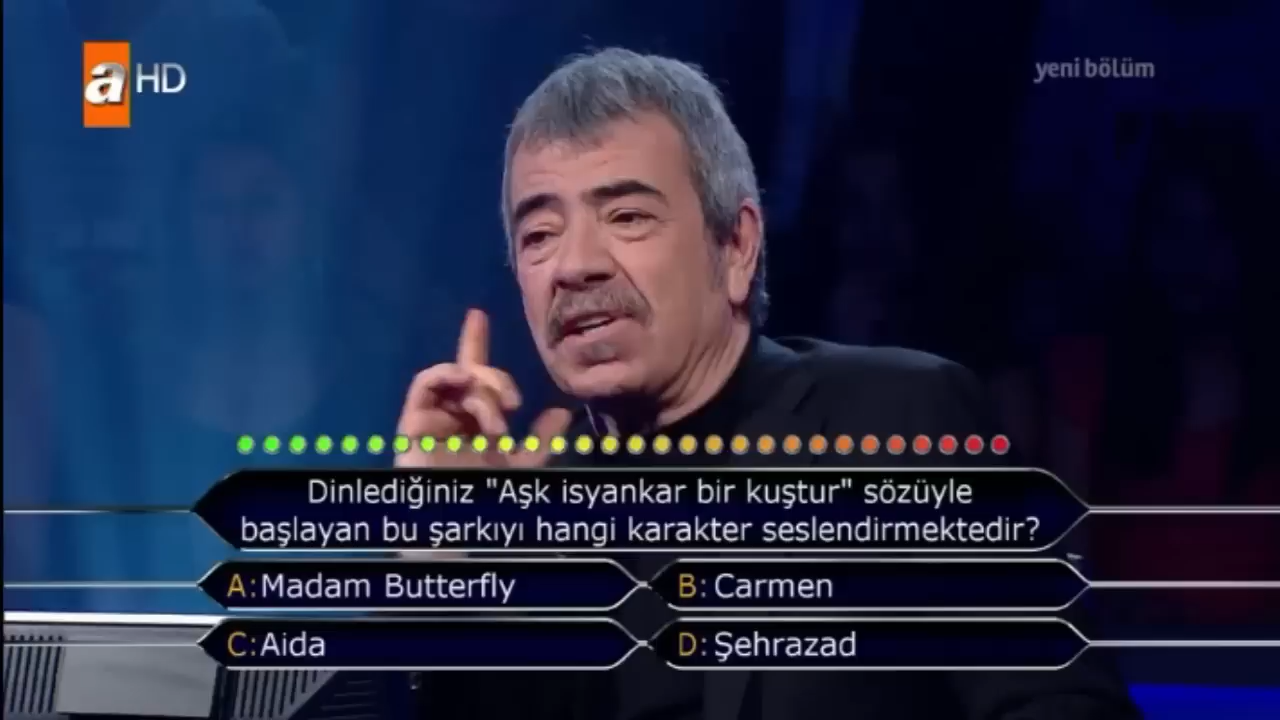 a HD
yeni bölüm
Dinlediğiniz "Aşk isyankar bir kuştur" sözüyle
başlayan bu şarkıyı hangi karakter seslendirmektedir?
A: Madam Butterfly
B: Carmen
C: Aida
D: Şehrazad